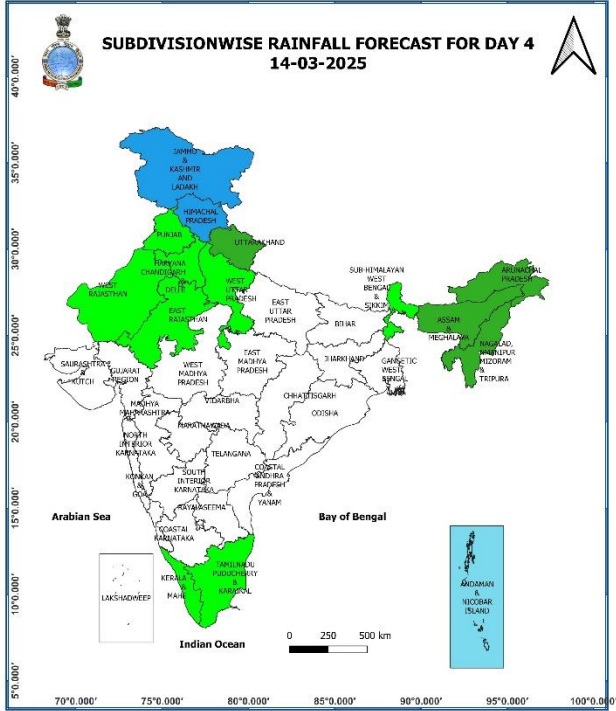 SUBDIVISIONWISE RAINFALL FORECAST FOR DAY 4
14-03-2025
40°0.000'
35°0.000'
30°0.000'
25°0.000'
20°0.000'
15°0.000'
10°0.000'
5°0.000'
JAMMU
&
KASHMIR
AND
LADAKH
HIMACHAL
PRADESH
PUNJAB
UTTARAKHAND
HARYANA
CHANDIGARH
&
DELHI
WEST
RAJASTHAN
WEST
UTTAR
PRADESH
EAST
RAJASTHAN
EAST
UTTAR
PRADESH
SUB-HIMALAYAN
WEST
BENGAL
&
SIKKIM
ARUNACHAL
PRADESH
ASSAM
&
MEGHALAYA
NAGALAD,
MANIPUR
MIZORAM
&
TRIPURA
BIHAR
SAURASHTRA
&
KUTCH
GUJARAT
REGION
WEST
MADHYA
PRADESH
EAST
MADHYA
PRADESH
JHARKHAND
GANGETIC
WEST
BENGAL
MADHYA
MAHARASHTRA
VIDARBHA
CHHATTISGARH
ODISHA
MARATHAWADA
NORTH
INTERIOR
KARNATAKA
TELANGANA
KONKAN
&
GOA
SOUTH
INTERIOR
KARNATAKA
COASTAL
ANDHRA
PRADESH
&
YANAM
RAYALASEEMA
COASTAL
KARNATAKA
Arabian Sea
Bay of Bengal
LAKSHADWEEP
KERALA
&
MAHE
TAMILNADU
PUDUCHERRY
&
KARAIKAL
ANDAMAN
&
NICOBAR
ISLAND
Indian Ocean
0 250 500 km
70°0.000' 75°0.000' 80°0.000' 85°0.000' 90°0.000' 95°0.000' 100°0.000'